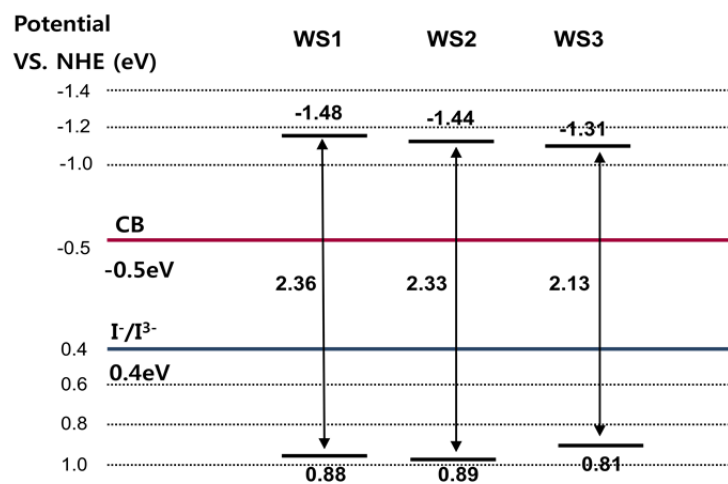 Potential
VS. NHE (eV)
WS1 WS2 WS3
-1.4
-1.48 -1.44 -1.31
-1.2
-1.0
CB
-0.5
-0.5eV
2.36 2.33 2.13
I⁻/I³⁻
0.4
0.4eV
0.6
0.8
1.0
0.88 0.89 0.81